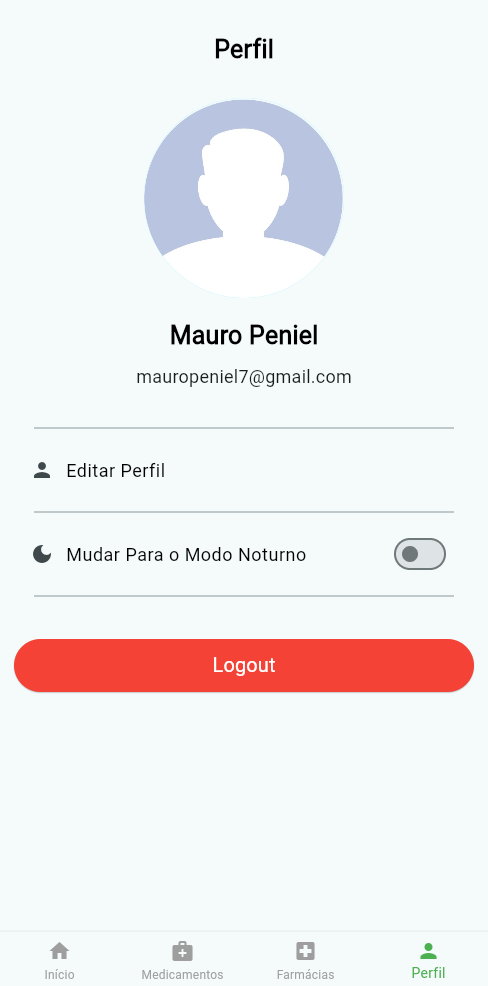 Perfil
Mauro Peniel
mauropeniel7@gmail.com
Editar Perfil
Mudar Para o Modo Noturno
Logout
Início
Medicamentos
Farmácias
Perfil